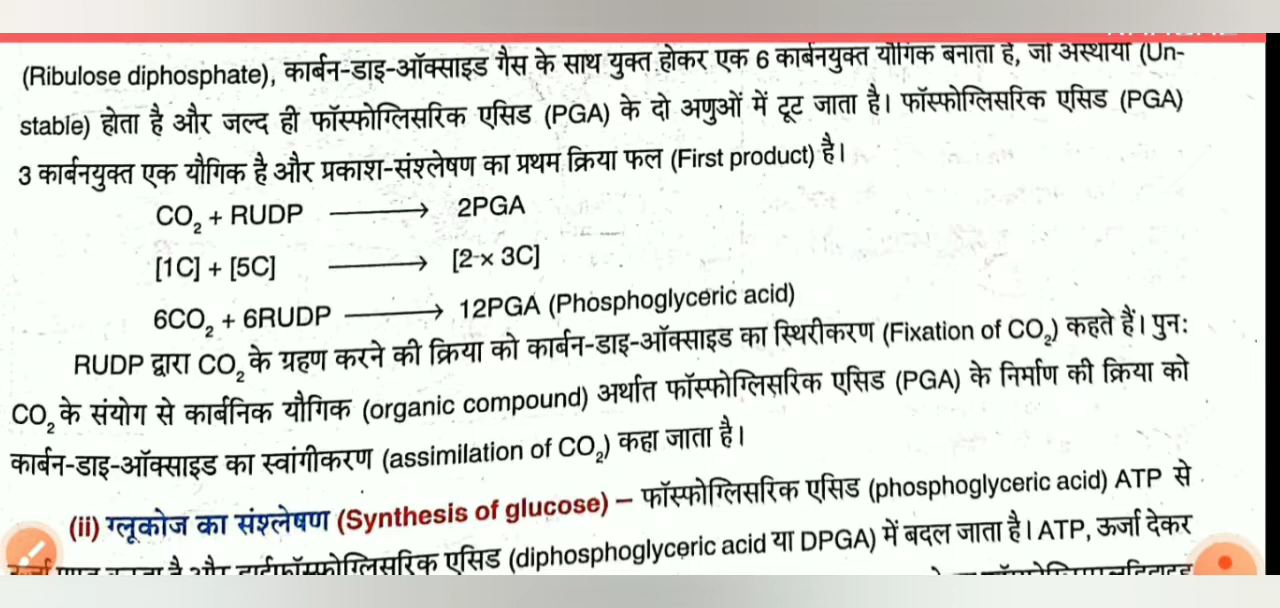 (Ribulose diphosphate), कार्बन-डाइ-ऑक्साइड गैस के साथ युक्त होकर एक 6 कार्बनयुक्त यौगिक बनाता है, जो अस्थायी (Un-
stable) होता है और जल्द ही फॉस्फोग्लिसरिक एसिड (PGA) के दो अणुओं में टूट जाता है। फॉस्फोग्लिसरिक एसिड (PGA)
3 कार्बनयुक्त एक यौगिक है और प्रकाश-संश्लेषण का प्रथम क्रिया फल (First product) है।
CO₂ + RUDP ⟶ 2PGA
[1C] + [5C] ⟶ [2 × 3C]
6CO₂ + 6RUDP ⟶ 12PGA (Phosphoglyceric acid)
RUDP द्वारा CO₂ के ग्रहण करने की क्रिया को कार्बन-डाइ-ऑक्साइड का स्थिरीकरण (Fixation of CO₂) कहते हैं। पुन:
CO₂ के संयोग से कार्बनिक यौगिक (organic compound) अर्थात फॉस्फोग्लिसरिक एसिड (PGA) के निर्माण की क्रिया को
कार्बन-डाइ-ऑक्साइड का स्वांगीकरण (assimilation of CO₂) कहा जाता है।
(ii) ग्लूकोज का संश्लेषण (Synthesis of glucose) – फॉस्फोग्लिसरिक एसिड (phosphoglyceric acid) ATP से
है और डाईफॉस्फोग्लिसरिक एसिड (diphosphoglyceric acid या DPGA) में बदल जाता है। ATP, ऊर्जा देकर